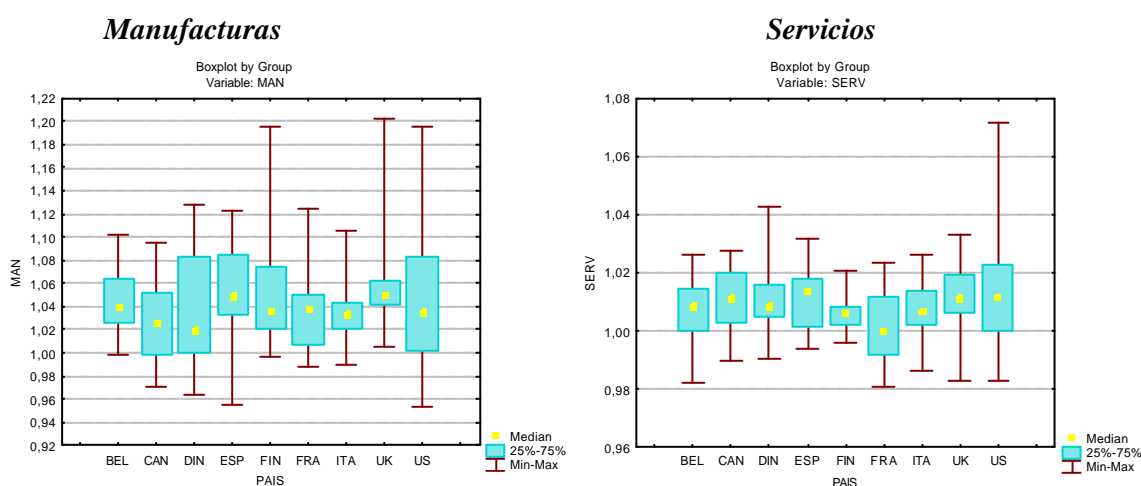 Manufacturas
Boxplot by Group
Variable: MAN
1,22
1,20
1,18
1,16
1,14
1,12
1,10
1,08
1,06
1,04
1,02
1,00
0,98
0,96
0,94
0,92
MAN
BEL CAN DIN ESP FIN FRA ITA UK US
PAIS
Median
25%-75%
Min-Max
Servicios
Boxplot by Group
Variable: SERV
1,08
1,06
1,04
1,02
1,00
0,98
0,96
SERV
BEL CAN DIN ESP FIN FRA ITA UK US
PAIS
Median
25%-75%
Min-Max